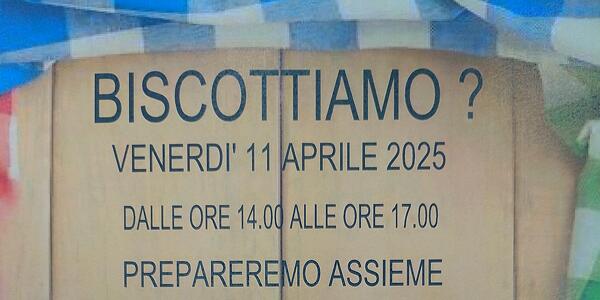 BISCOTTIAMO ?
VENERDI' 11 APRILE 2025
DALLE ORE 14.00 ALLE ORE 17.00
PREPAREREMO ASSIEME